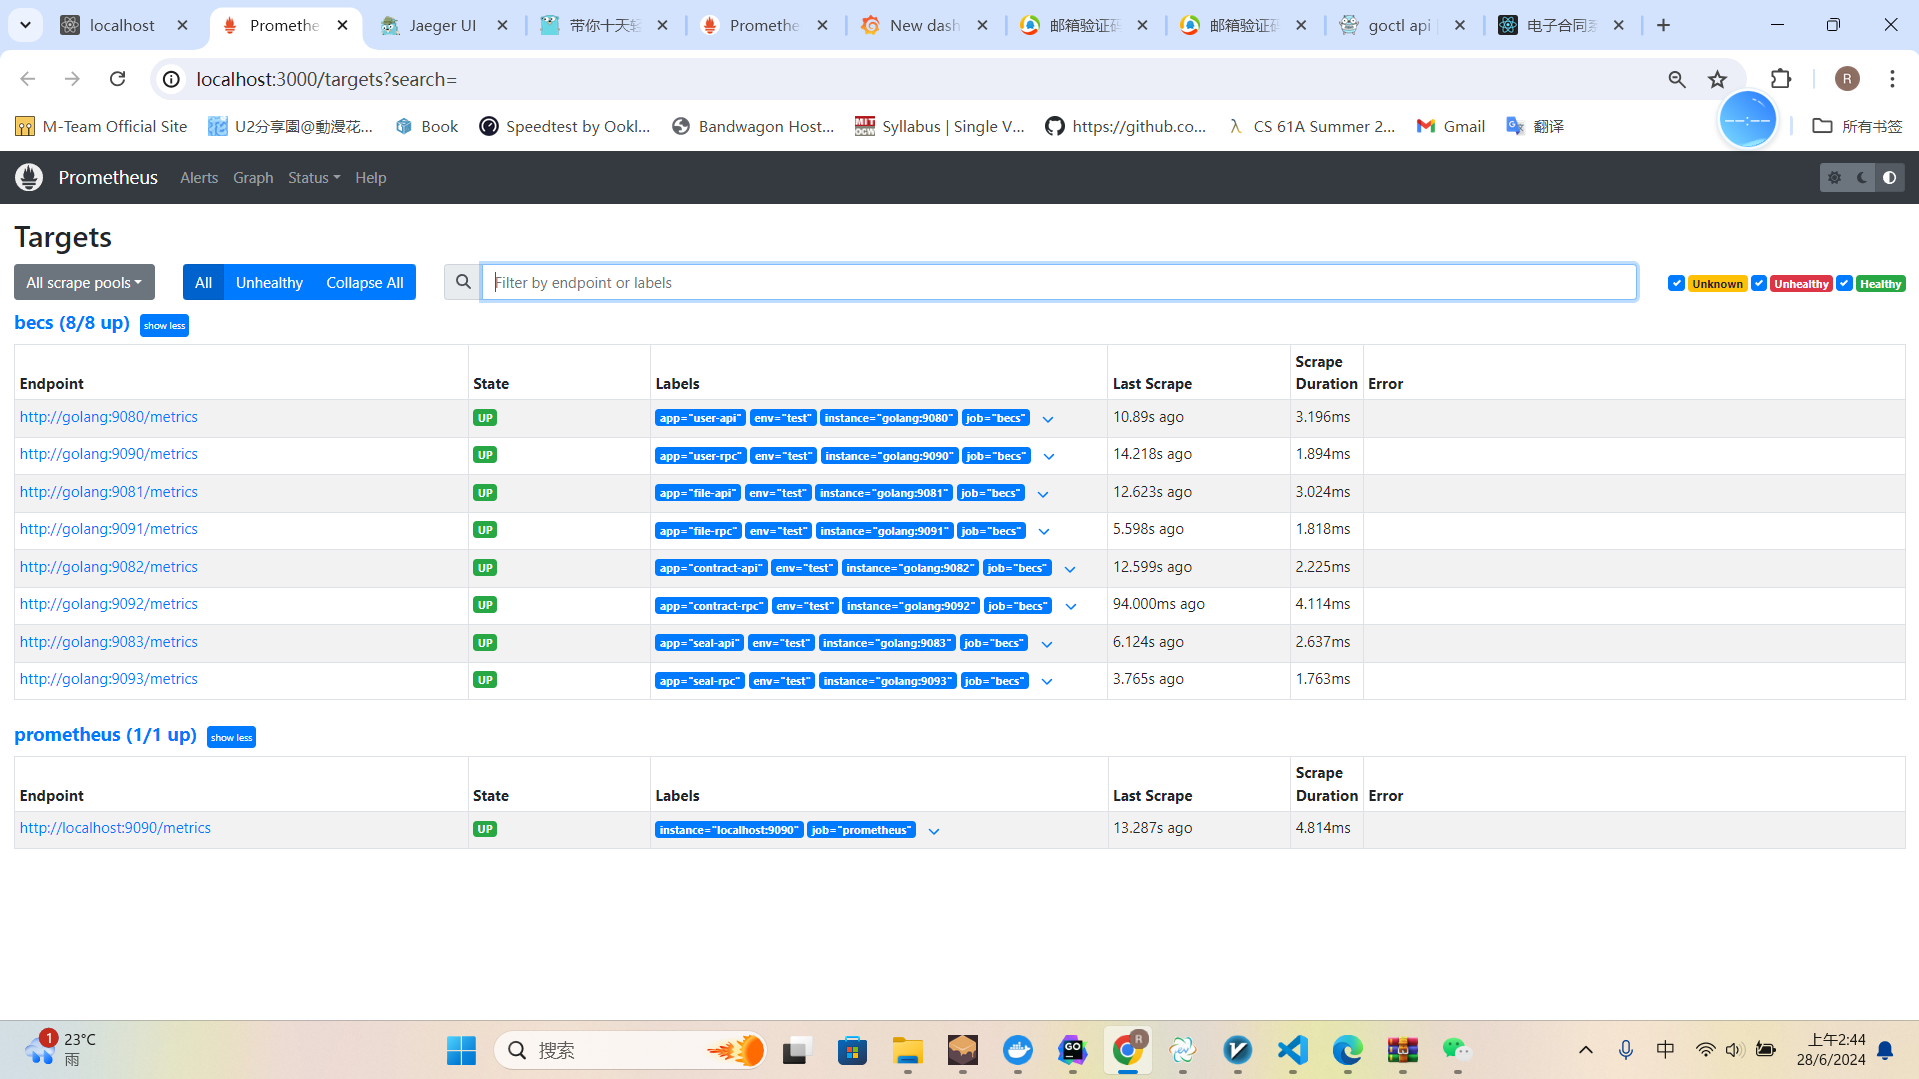 localhost
Promethe
Jaeger UI
带你十天轻
Promethe
New dash
邮箱验证码
邮箱验证码
goctl api |
电子合同系
localhost:3000/targets?search=
R
M-Team Official Site
U2分享園@動漫花...
Book
Speedtest by Ookl...
Bandwagon Host...
MIT OCW
Syllabus | Single V...
https://github.co...
CS 61A Summer 2...
Gmail
翻译
--:--
所有书签
Prometheus Alerts Graph Status Help
Targets
All scrape pools
All Unhealthy Collapse All
Filter by endpoint or labels
Unknown Unhealthy Healthy
becs (8/8 up) show less
Endpoint State Labels Last Scrape Scrape Duration Error
http://golang:9080/metrics UP app="user-api" env="test" instance="golang:9080" job="becs" 10.89s ago 3.196ms
http://golang:9090/metrics UP app="user-rpc" env="test" instance="golang:9090" job="becs" 14.218s ago 1.894ms
http://golang:9081/metrics UP app="file-api" env="test" instance="golang:9081" job="becs" 12.623s ago 3.024ms
http://golang:9091/metrics UP app="file-rpc" env="test" instance="golang:9091" job="becs" 5.598s ago 1.818ms
http://golang:9082/metrics UP app="contract-api" env="test" instance="golang:9082" job="becs" 12.599s ago 2.225ms
http://golang:9092/metrics UP app="contract-rpc" env="test" instance="golang:9092" job="becs" 94.000ms ago 4.114ms
http://golang:9083/metrics UP app="seal-api" env="test" instance="golang:9083" job="becs" 6.124s ago 2.637ms
http://golang:9093/metrics UP app="seal-rpc" env="test" instance="golang:9093" job="becs" 3.765s ago 1.763ms
prometheus (1/1 up) show less
Endpoint State Labels Last Scrape Scrape Duration Error
http://localhost:9090/metrics UP instance="localhost:9090" job="prometheus" 13.287s ago 4.814ms
1
23°C
雨
搜索
GO
R
中
上午2:44
28/6/2024